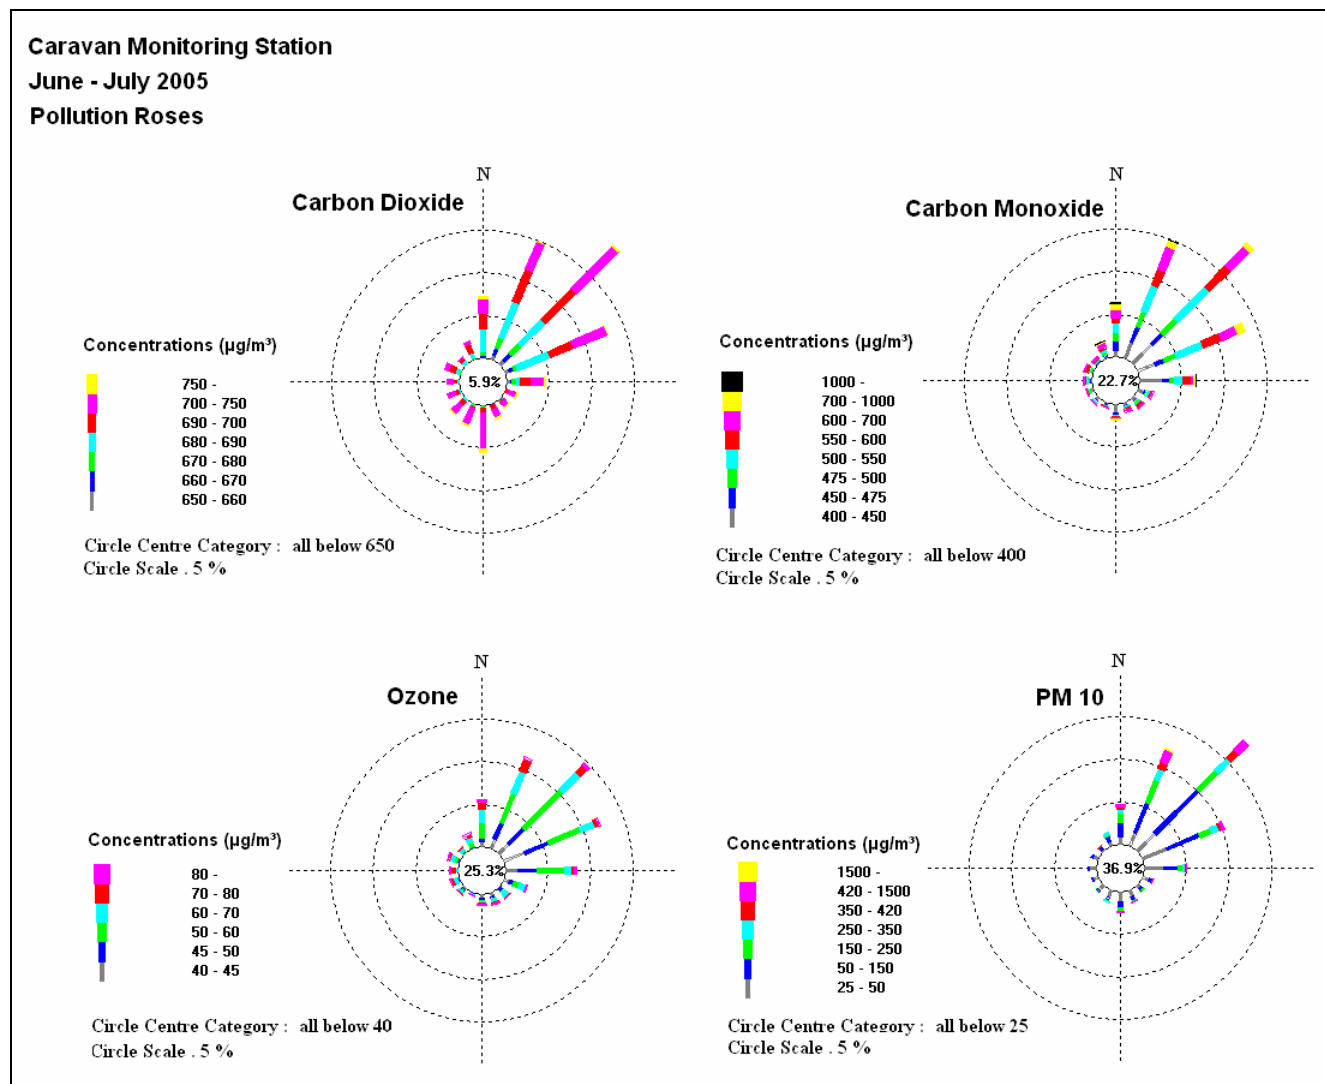 Caravan Monitoring Station
June - July 2005
Pollution Roses
N
Carbon Dioxide
5.9%
Concentrations (µg/m³)
750 -
700 - 750
690 - 700
680 - 690
670 - 680
660 - 670
650 - 660
Circle Centre Category : all below 650
Circle Scale . 5 %
N
Carbon Monoxide
22.7%
Concentrations (µg/m³)
1000 -
700 - 1000
600 - 700
550 - 600
500 - 550
475 - 500
450 - 475
400 - 450
Circle Centre Category : all below 400
Circle Scale . 5 %
N
Ozone
25.3%
Concentrations (µg/m³)
80 -
70 - 80
60 - 70
50 - 60
45 - 50
40 - 45
Circle Centre Category : all below 40
Circle Scale . 5 %
N
PM 10
36.9%
Concentrations (µg/m³)
1500 -
420 - 1500
350 - 420
250 - 350
150 - 250
50 - 150
25 - 50
Circle Centre Category : all below 25
Circle Scale . 5 %